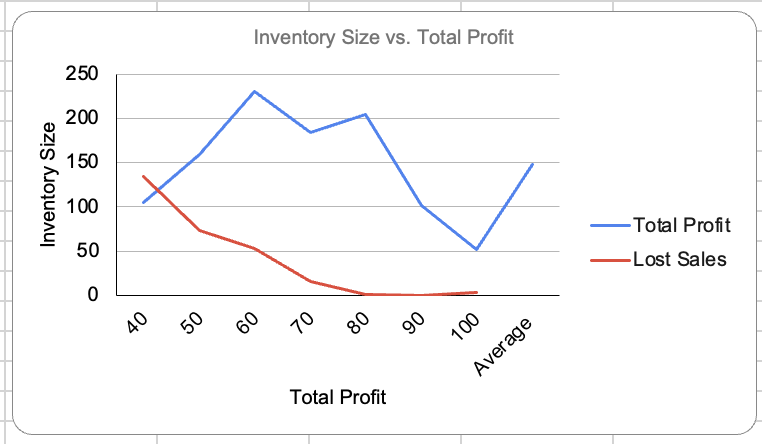 Inventory Size vs. Total Profit
250
200
150
100
50
0
Inventory Size
40
50
60
70
80
90
100
Average
Total Profit
Total Profit
Lost Sales